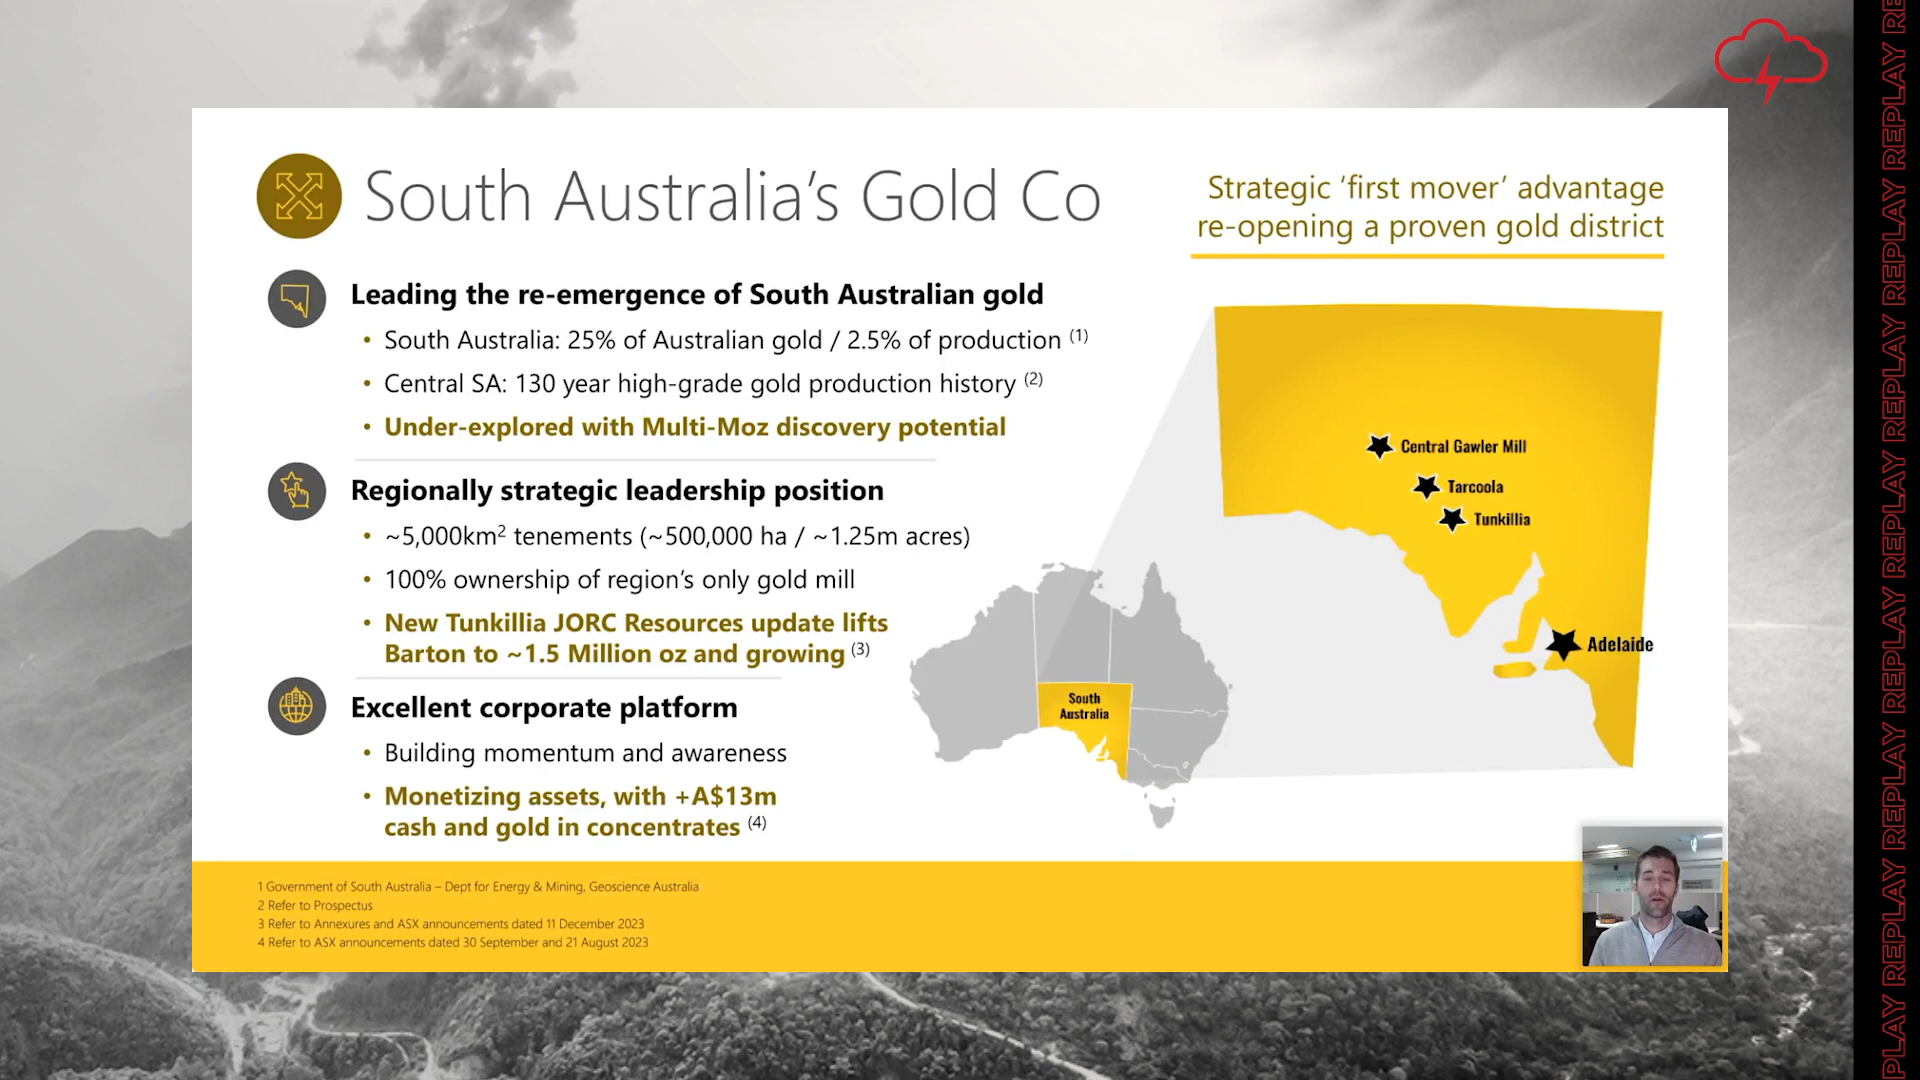 South Australia's Gold Co
Strategic 'first mover' advantage
re-opening a proven gold district
Leading the re-emergence of South Australian gold
• South Australia: 25% of Australian gold / 2.5% of production (1)
• Central SA: 130 year high-grade gold production history (2)
• Under-explored with Multi-Moz discovery potential
Regionally strategic leadership position
• ~5,000km² tenements (~500,000 ha / ~1.25m acres)
• 100% ownership of region's only gold mill
• New Tunkillia JORC Resources update lifts
Barton to ~1.5 Million oz and growing (3)
Excellent corporate platform
• Building momentum and awareness
• Monetizing assets, with +A$13m
cash and gold in concentrates (4)
Central Gawler Mill
Tarcoola
Tunkillia
Adelaide
South
Australia
1 Government of South Australia – Dept for Energy & Mining, Geoscience Australia
2 Refer to Prospectus
3 Refer to Annexures and ASX announcements dated 11 December 2023
4 Refer to ASX announcements dated 30 September and 21 August 2023
PLAY REPLAY REPLAY REPLAY REPLAY REPLAY REPLAY REPLAY REPLAY RE